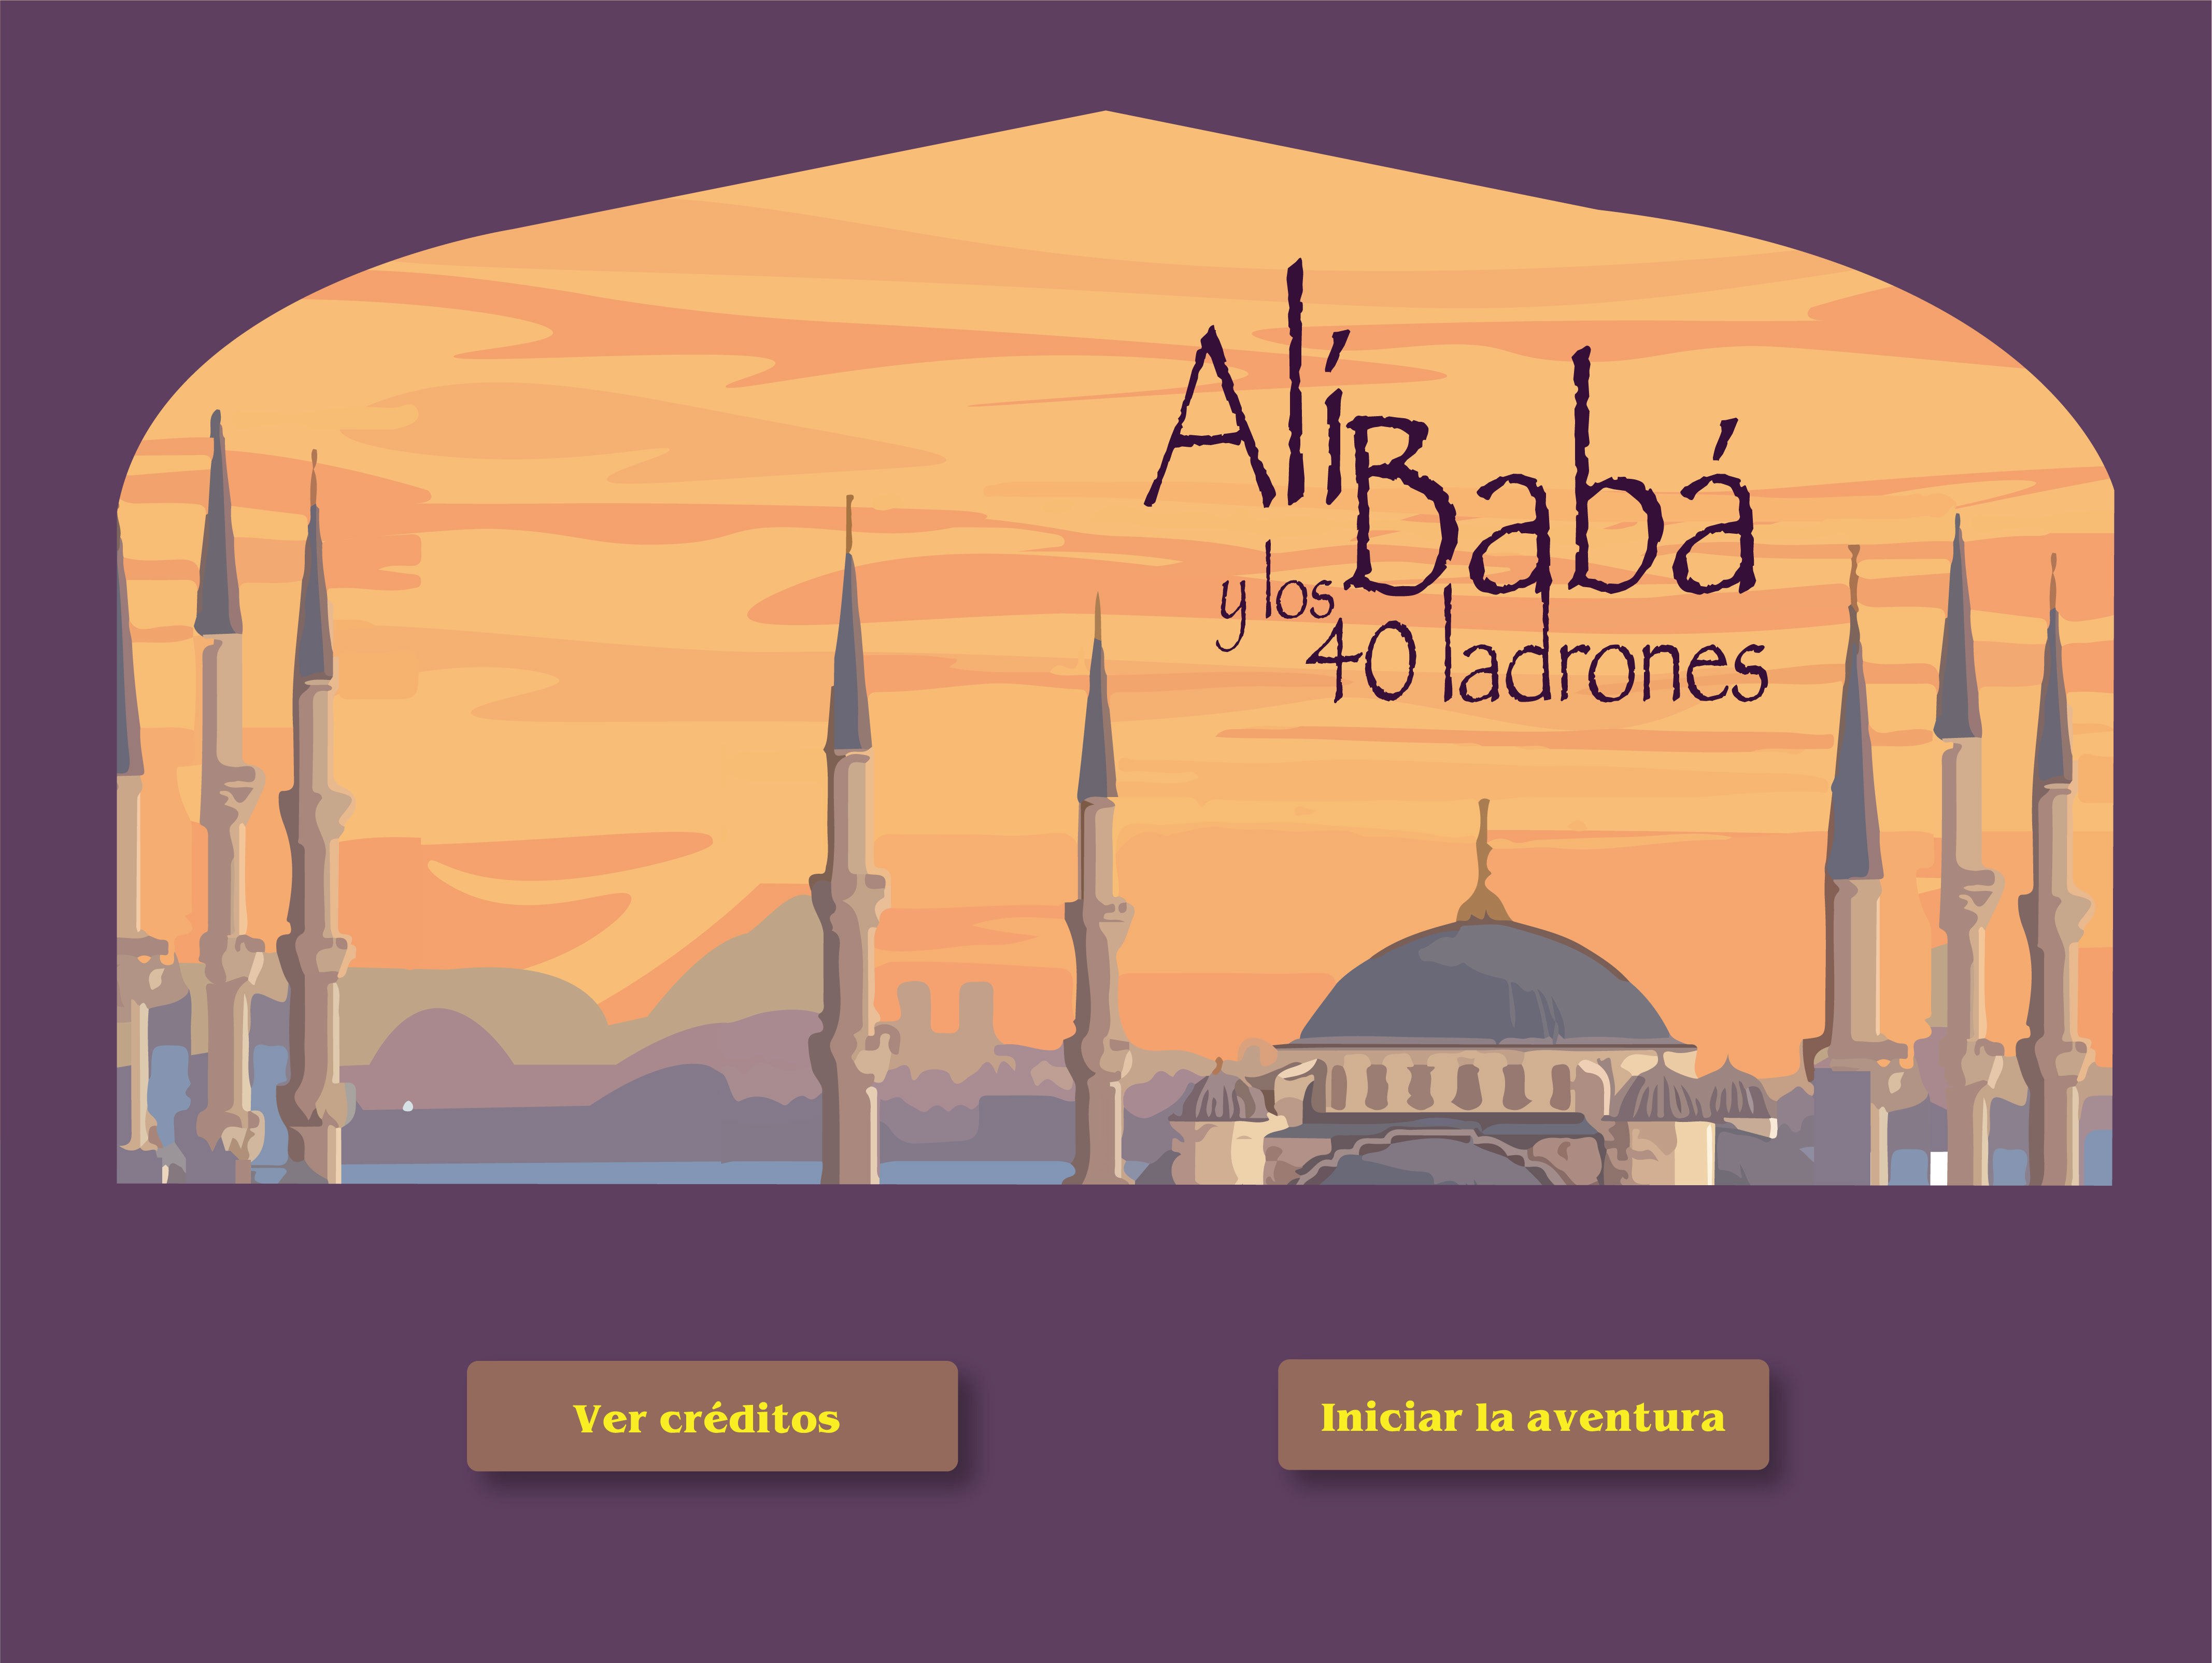 Alí Babá
y los
40 ladrones
Ver créditos
Iniciar la aventura